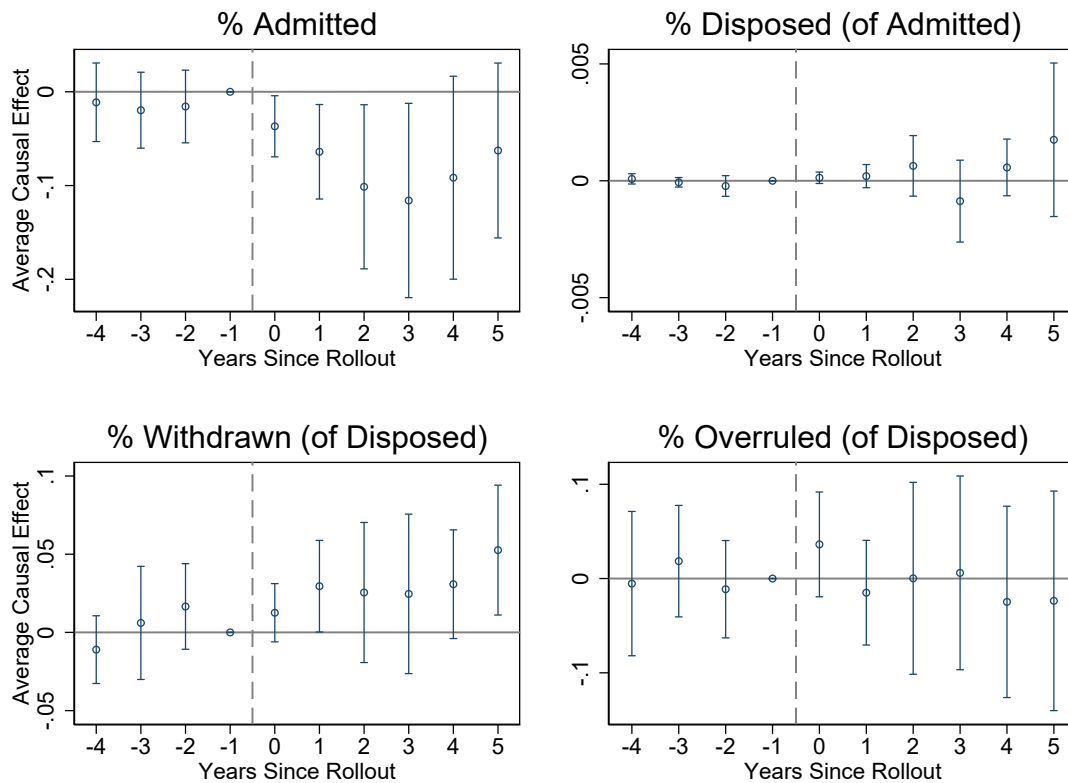 % Admitted
Average Causal Effect
0
-.1
-.2
-4 -3 -2 -1 0 1 2 3 4 5
Years Since Rollout
% Disposed (of Admitted)
.005
0
-.005
-4 -3 -2 -1 0 1 2 3 4 5
Years Since Rollout
% Withdrawn (of Disposed)
Average Causal Effect
.1
.05
0
-.05
-4 -3 -2 -1 0 1 2 3 4 5
Years Since Rollout
% Overruled (of Disposed)
.1
0
-.1
-4 -3 -2 -1 0 1 2 3 4 5
Years Since Rollout